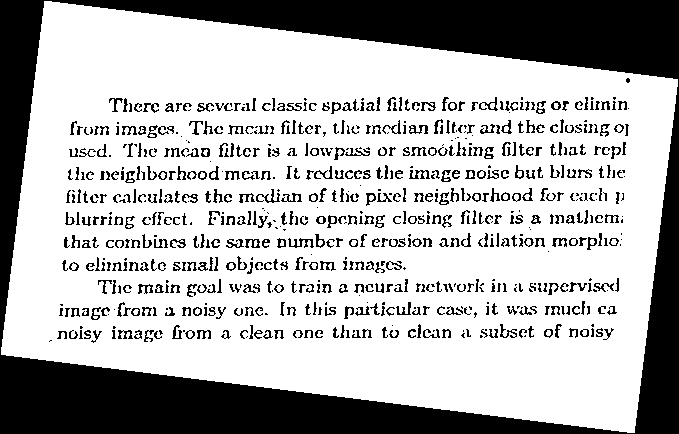 There are several classic spatial filters for reducing or elimin
from images. The mean filter, the median filter and the closing o
used. The mean filter is a lowpass or smoothing filter that repl
the neighborhood mean. It reduces the image noise but blurs the
filter calculates the median of the pixel neighborhood for each p
blurring effect. Finally, the opening closing filter is a mathem
that combines the same number of erosion and dilation morpho
to eliminate small objects from images.
The main goal was to train a neural network in a supervised
image from a noisy one. In this particular case, it was much ea
noisy image from a clean one than to clean a subset of noisy